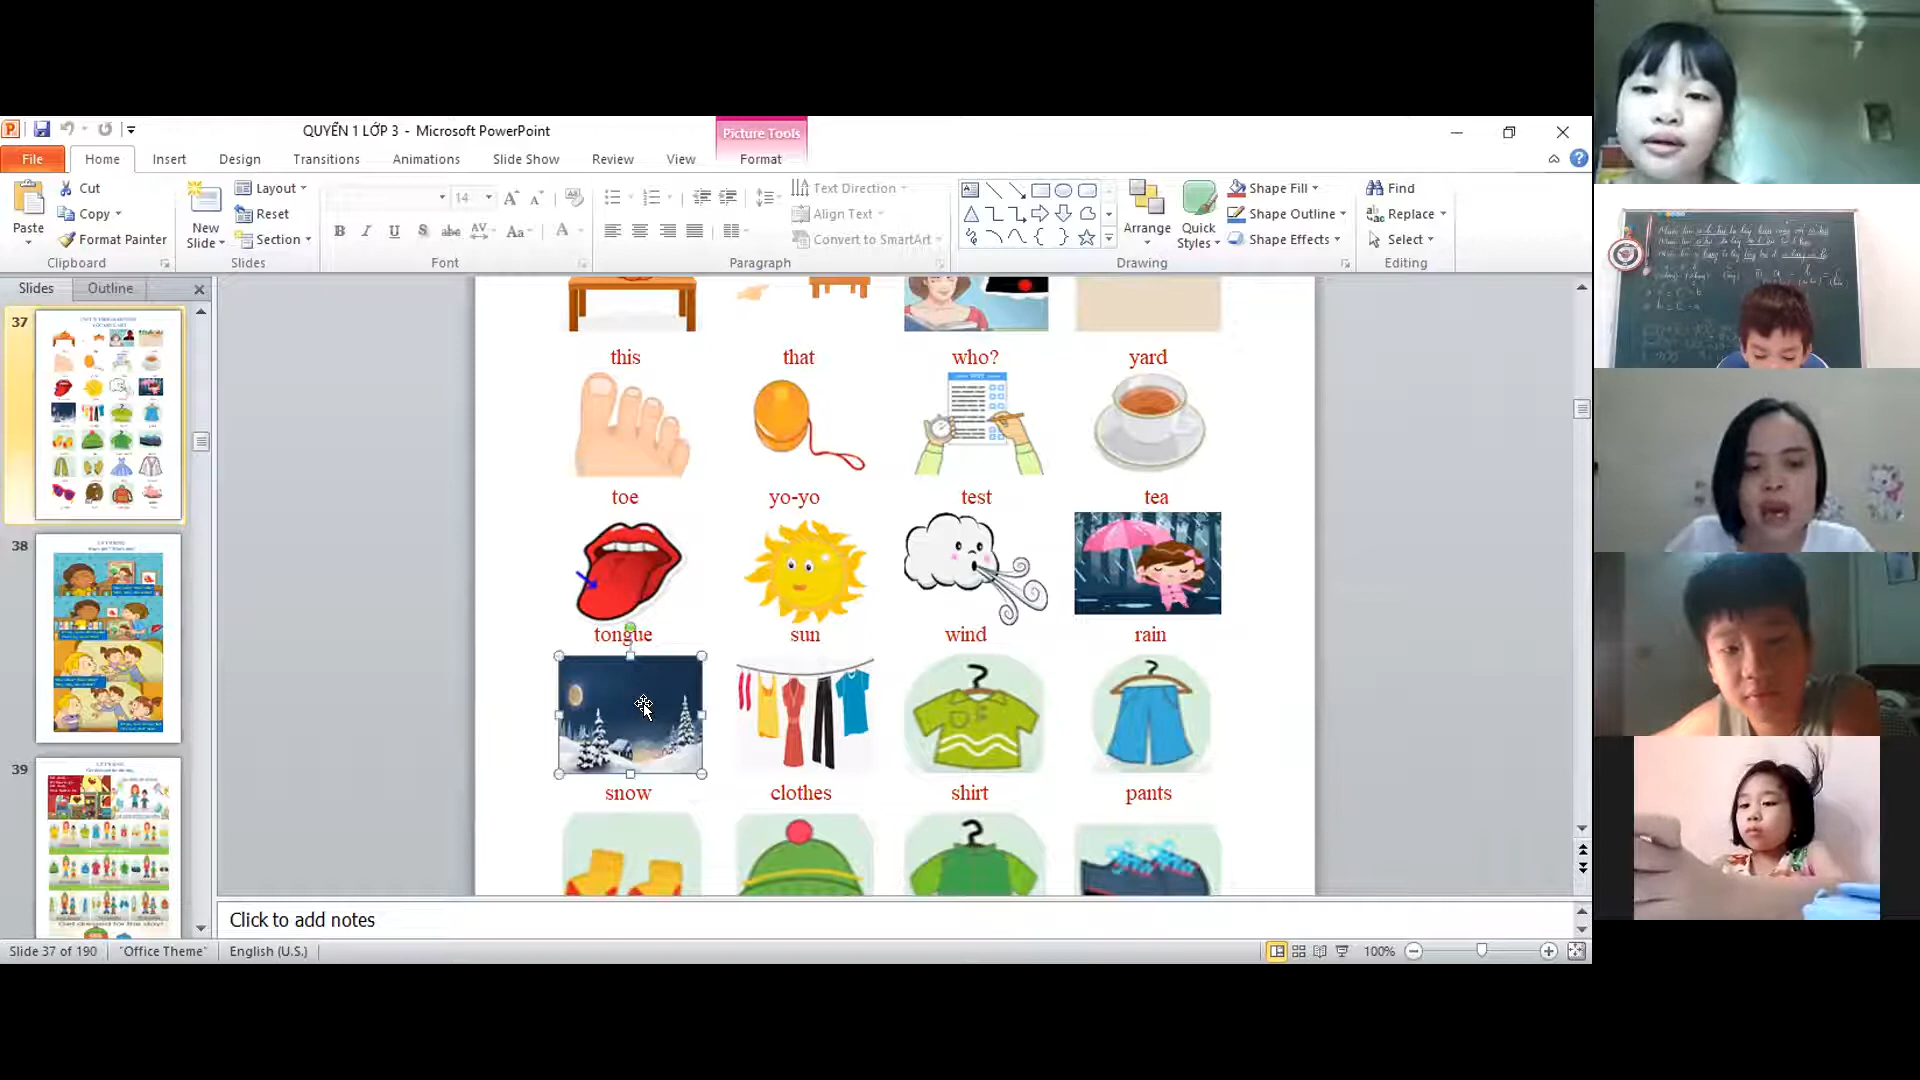 QUYỂN 1 LỚP 3 - Microsoft PowerPoint
Picture Tools
File Home Insert Design Transitions Animations Slide Show Review View Format
Paste
Cut
Copy
Format Painter
Clipboard
New Slide
Layout
Reset
Section
Slides
14
Font
Text Direction
Align Text
Convert to SmartArt
Paragraph
Arrange
Quick Styles
Shape Fill
Shape Outline
Shape Effects
Drawing
Find
Replace
Select
Editing
Slides Outline
37
38
39
this that who? yard
toe yo-yo test tea
tongue sun wind rain
snow clothes shirt pants
Click to add notes
Slide 37 of 190 "Office Theme" English (U.S.) 100%